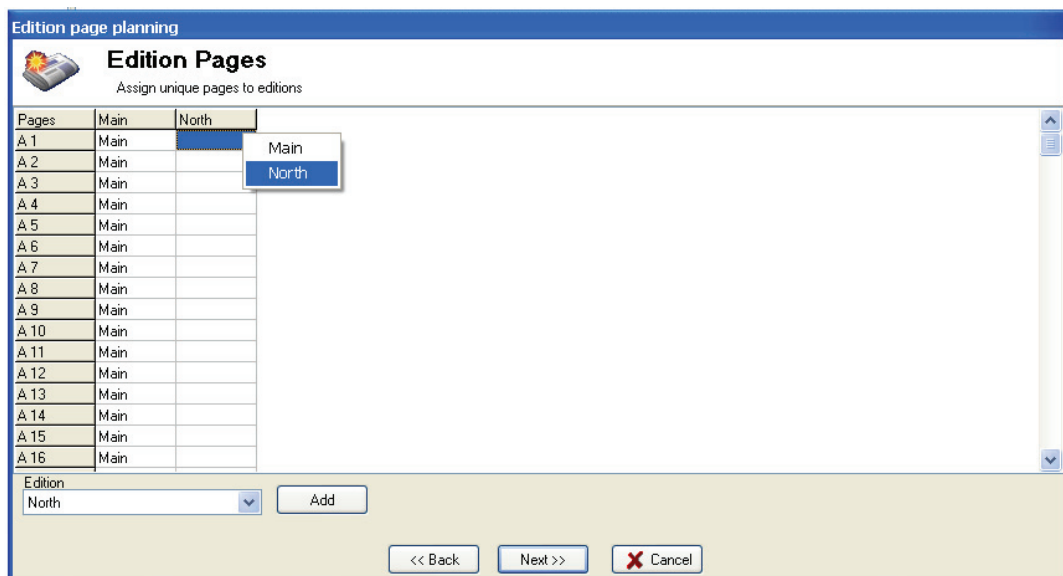 Edition page planning
Edition Pages
Assign unique pages to editions
Pages Main North
A 1 Main
Main
North
A 2 Main
A 3 Main
A 4 Main
A 5 Main
A 6 Main
A 7 Main
A 8 Main
A 9 Main
A 10 Main
A 11 Main
A 12 Main
A 13 Main
A 14 Main
A 15 Main
A 16 Main
Edition
North Add
<< Back Next >> Cancel